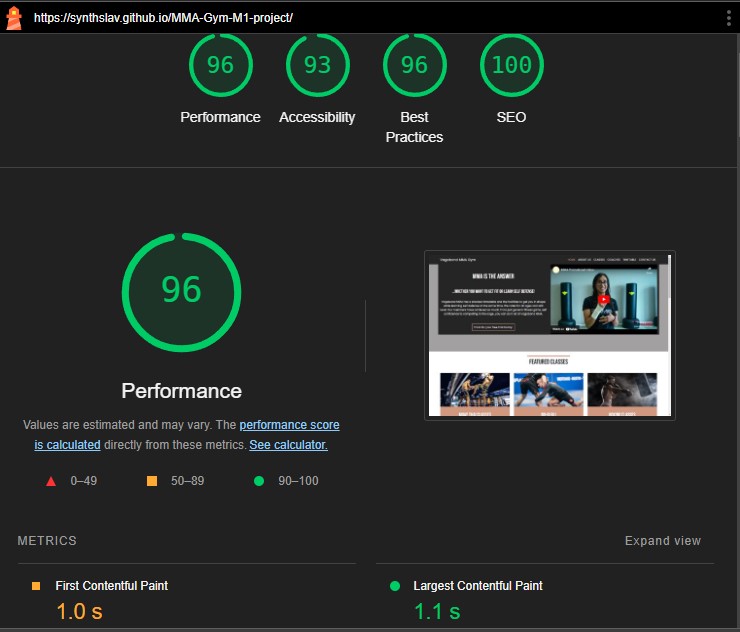 https://synthslav.github.io/MMA-Gym-M1-project/
96 93 96 100
Performance Accessibility Best Practices SEO
96
Performance
Values are estimated and may vary. The performance score
is calculated directly from these metrics. See calculator.
0–49 50–89 90–100
METRICS
Expand view
First Contentful Paint
1.0 s
Largest Contentful Paint
1.1 s
MMA IS THE ANSWER
FEATURED CLASSES